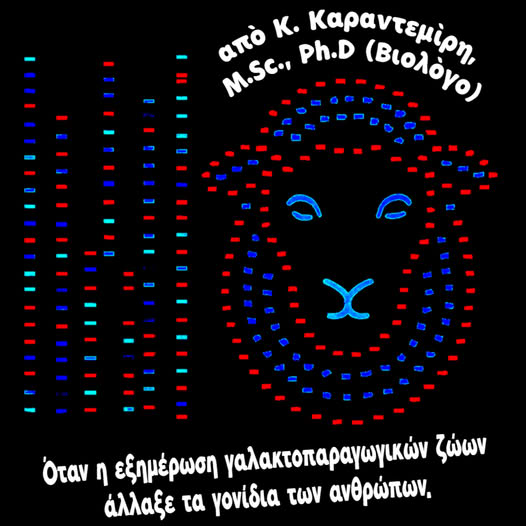 από Κ. Καραντεμίρη,
M.Sc., Ph.D (Βιολόγο)
Όταν η εξημέρωση γαλακτοπαραγωγικών ζώων
άλλαξε τα γονίδια των ανθρώπων.